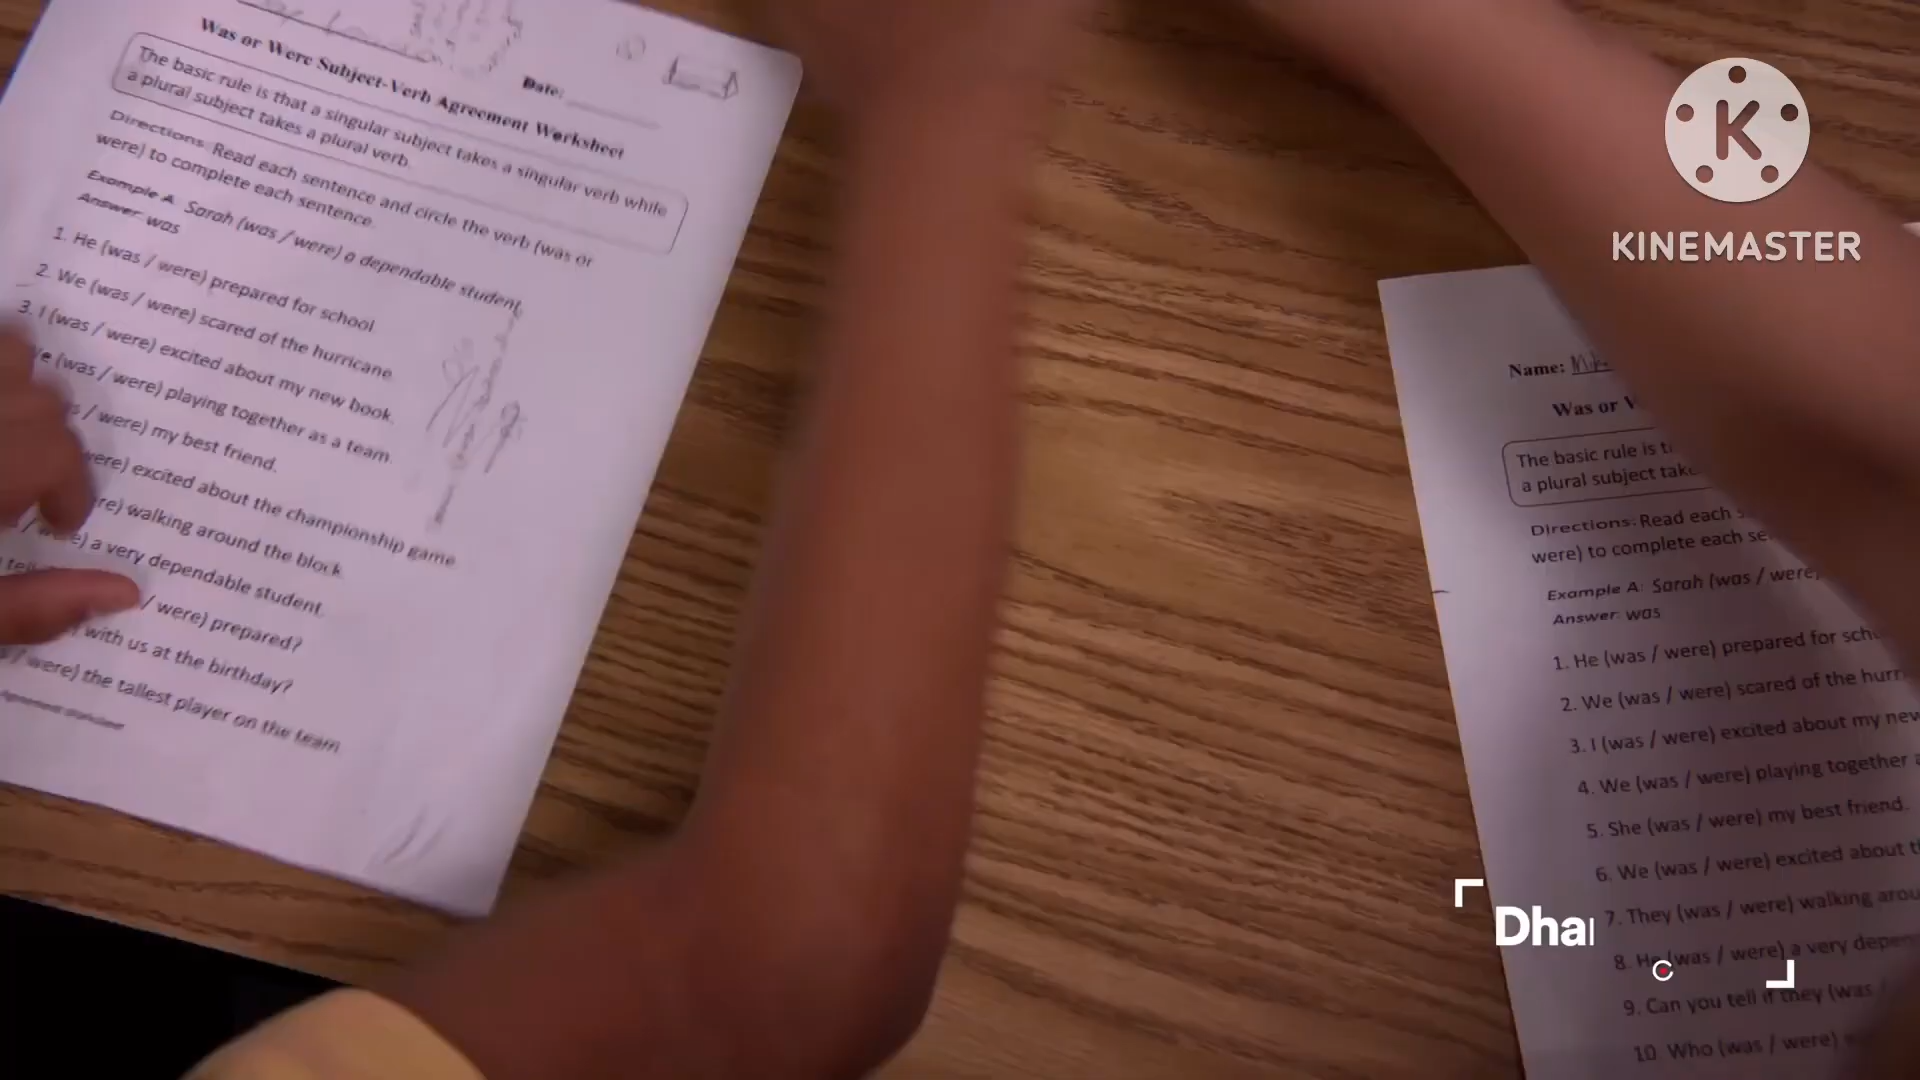 Date:
Was or Were Subject-Verb Agreement Worksheet
The basic rule is that a singular subject takes a singular verb while
a plural subject takes a plural verb.
Directions: Read each sentence and circle the verb (was or
were) to complete each sentence.
Example A: Sarah (was / were) a dependable student.
Answer: was
1. He (was / were) prepared for school
2. We (was / were) scared of the hurricane.
3. I (was / were) excited about my new book.
(was / were) playing together as a team.
/ were) my best friend.
were) excited about the championship game
walking around the block.
a very dependable student.
/ were) prepared?
with us at the birthday?
/ were) the tallest player on the team
Agreement Worksheet
KINEMASTER
Name:
Was or
The basic rule is
a plural subject
Directions: Read each
were) to complete each
Example A: Sarah (was / were)
Answer: was
1. He (was / were) prepared for
2. We (was / were) scared of the
3. I (was / were) excited about my new
4. We (was / were) playing together
5. She (was / were) my best friend.
6. We (was / were) excited about
7. They (was / were) walking
8. He (was / were) a very
9. Can you tell if they (was /
10. Who (was / were)
Dha